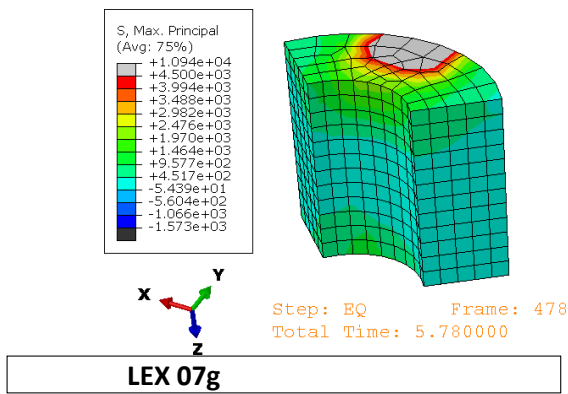 S, Max. Principal
(Avg: 75%)
+1.094e+04
+4.500e+03
+3.994e+03
+3.488e+03
+2.982e+03
+2.476e+03
+1.970e+03
+1.464e+03
+9.577e+02
+4.517e+02
-5.439e+01
-5.604e+02
-1.066e+03
-1.573e+03
X
Y
Z
Step: EQ Frame: 478
Total Time: 5.780000
LEX 07g